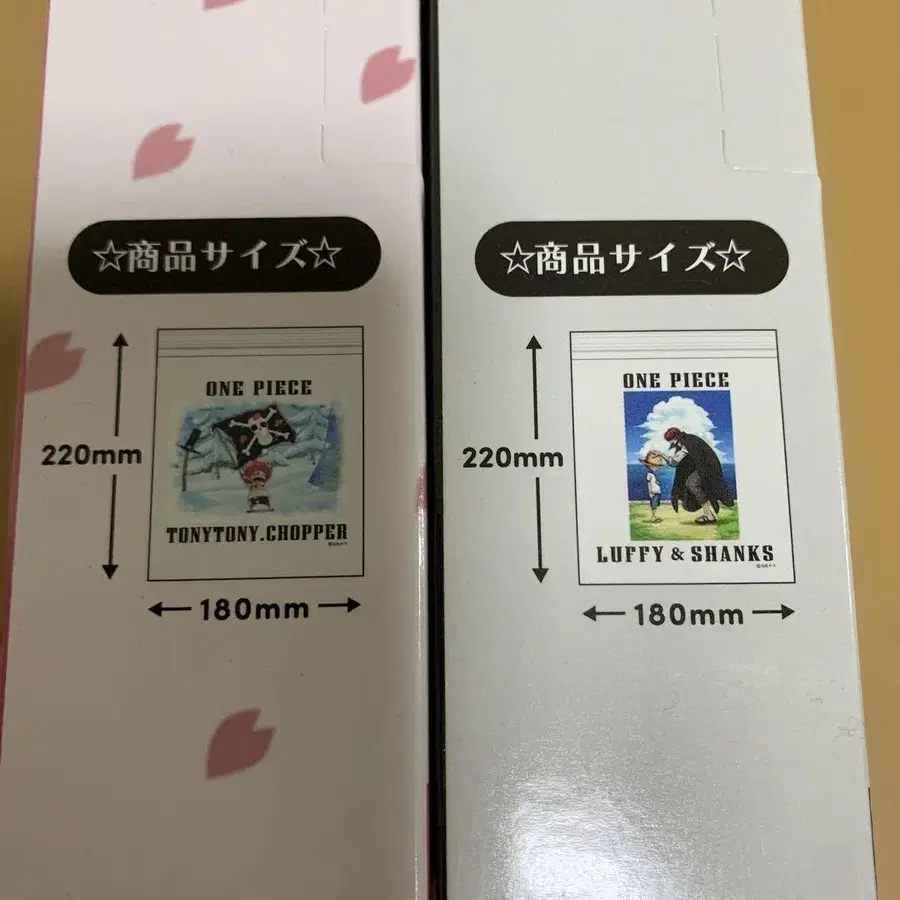 ☆商品サイズ☆
ONE PIECE
TONYTONY.CHOPPER
220mm
180mm
☆商品サイズ☆
ONE PIECE
LUFFY & SHANKS
220mm
180mm